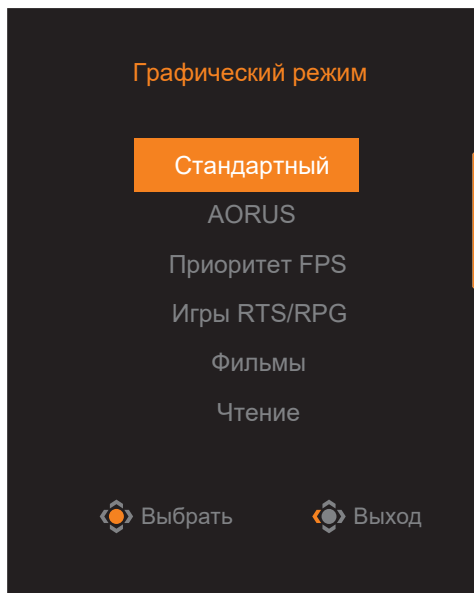 Графический режим
Стандартный
AORUS
Приоритет FPS
Игры RTS/RPG
Фильмы
Чтение
Выбрать Выход